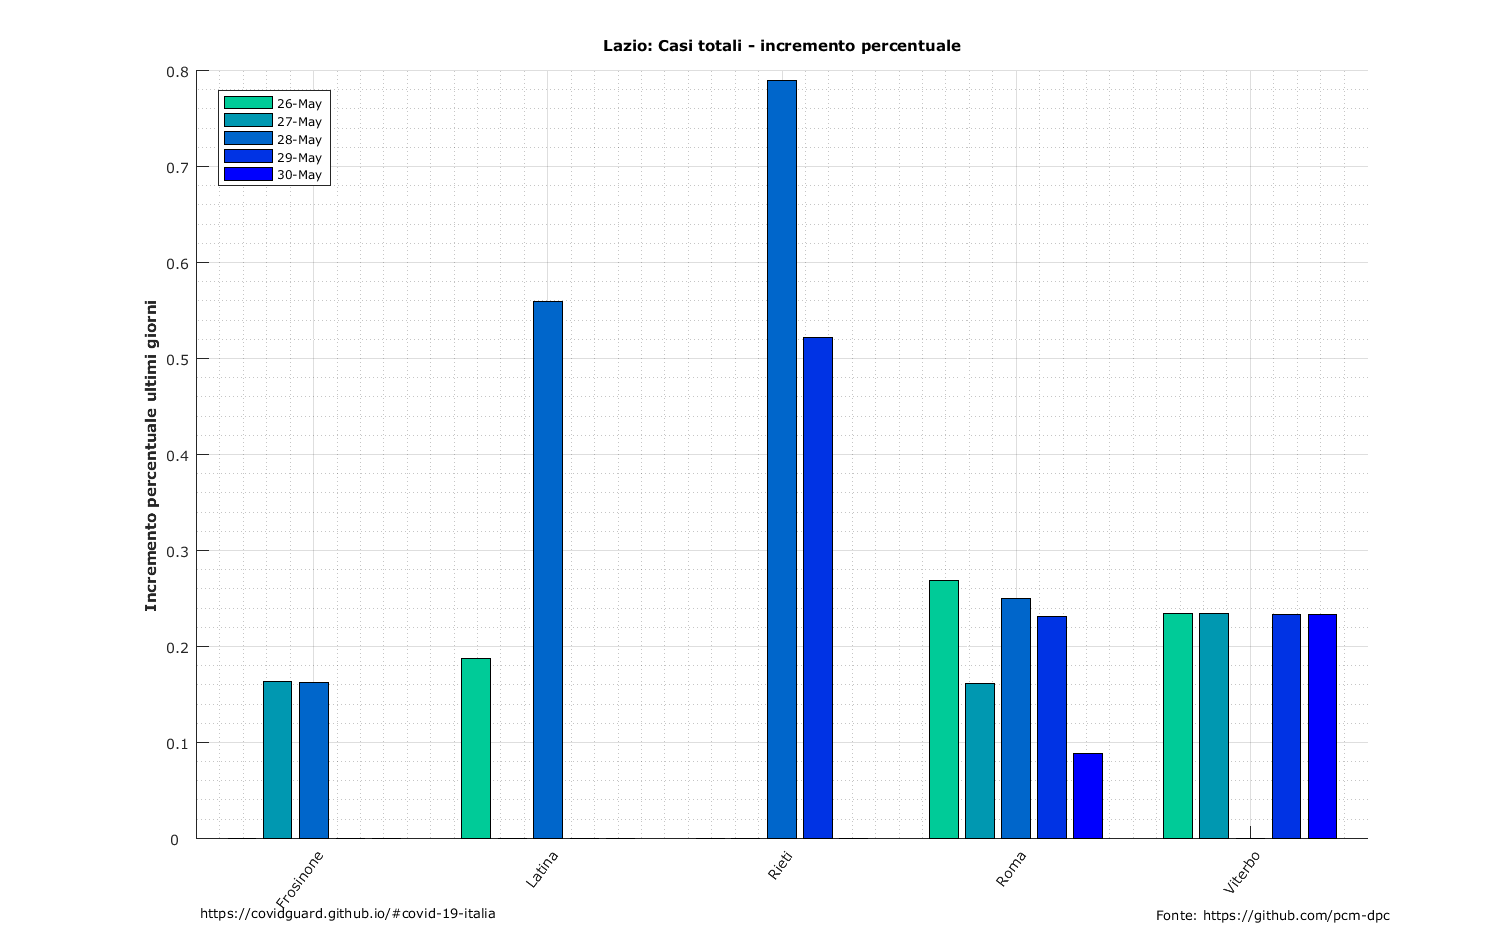 Lazio: Casi totali - incremento percentuale
Incremento percentuale ultimi giorni
0.8
0.7
0.6
0.5
0.4
0.3
0.2
0.1
0
26-May
27-May
28-May
29-May
30-May
Frosinone
Latina
Rieti
Roma
Viterbo
https://covidguard.github.io/#covid-19-italia
Fonte: https://github.com/pcm-dpc